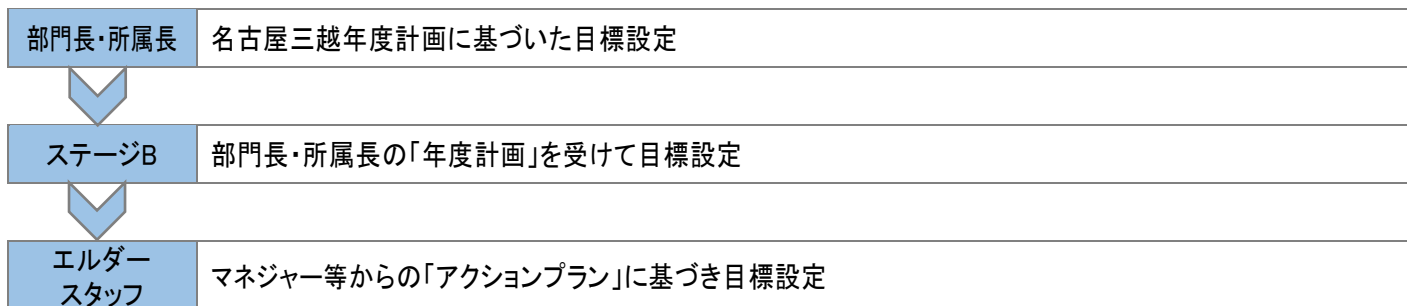 部門長・所属長
名古屋三越年度計画に基づいた目標設定
ステージB
部門長・所属長の「年度計画」を受けて目標設定
エルダー
スタッフ
マネジャー等からの「アクションプラン」に基づき目標設定